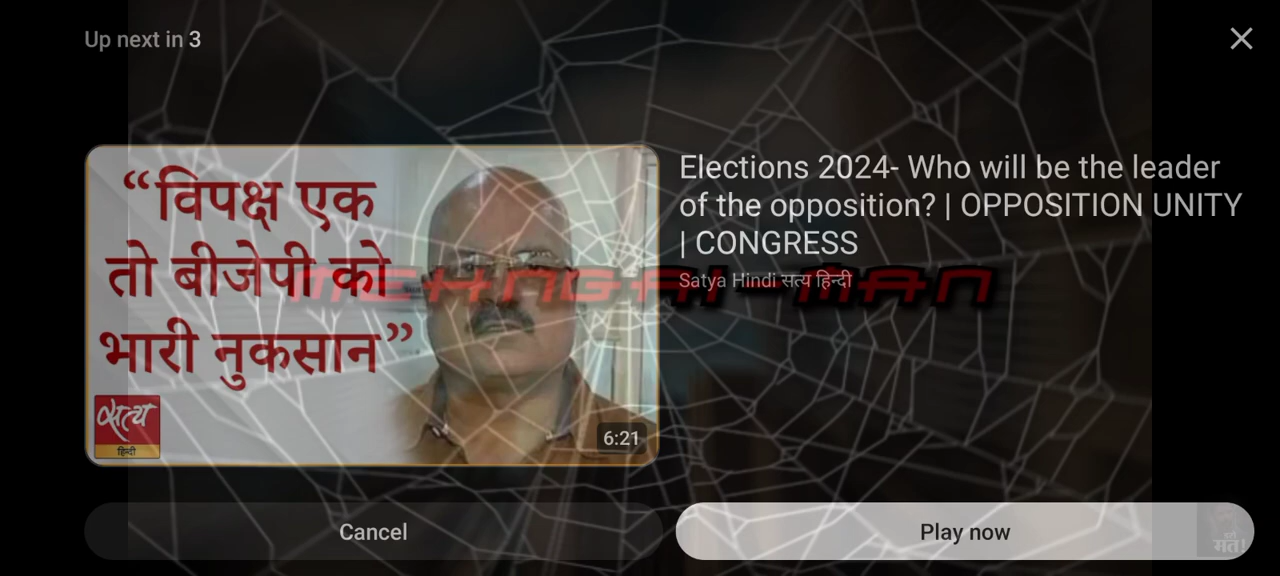 Up next in 3
“विपक्ष एक
तो बीजेपी को
भारी नुकसान”
सत्य
हिन्दी
6:21
Elections 2024- Who will be the leader
of the opposition? | OPPOSITION UNITY
| CONGRESS
Satya Hindi सत्य हिन्दी
MEHNGAI-MAN
Cancel
Play now
सत!